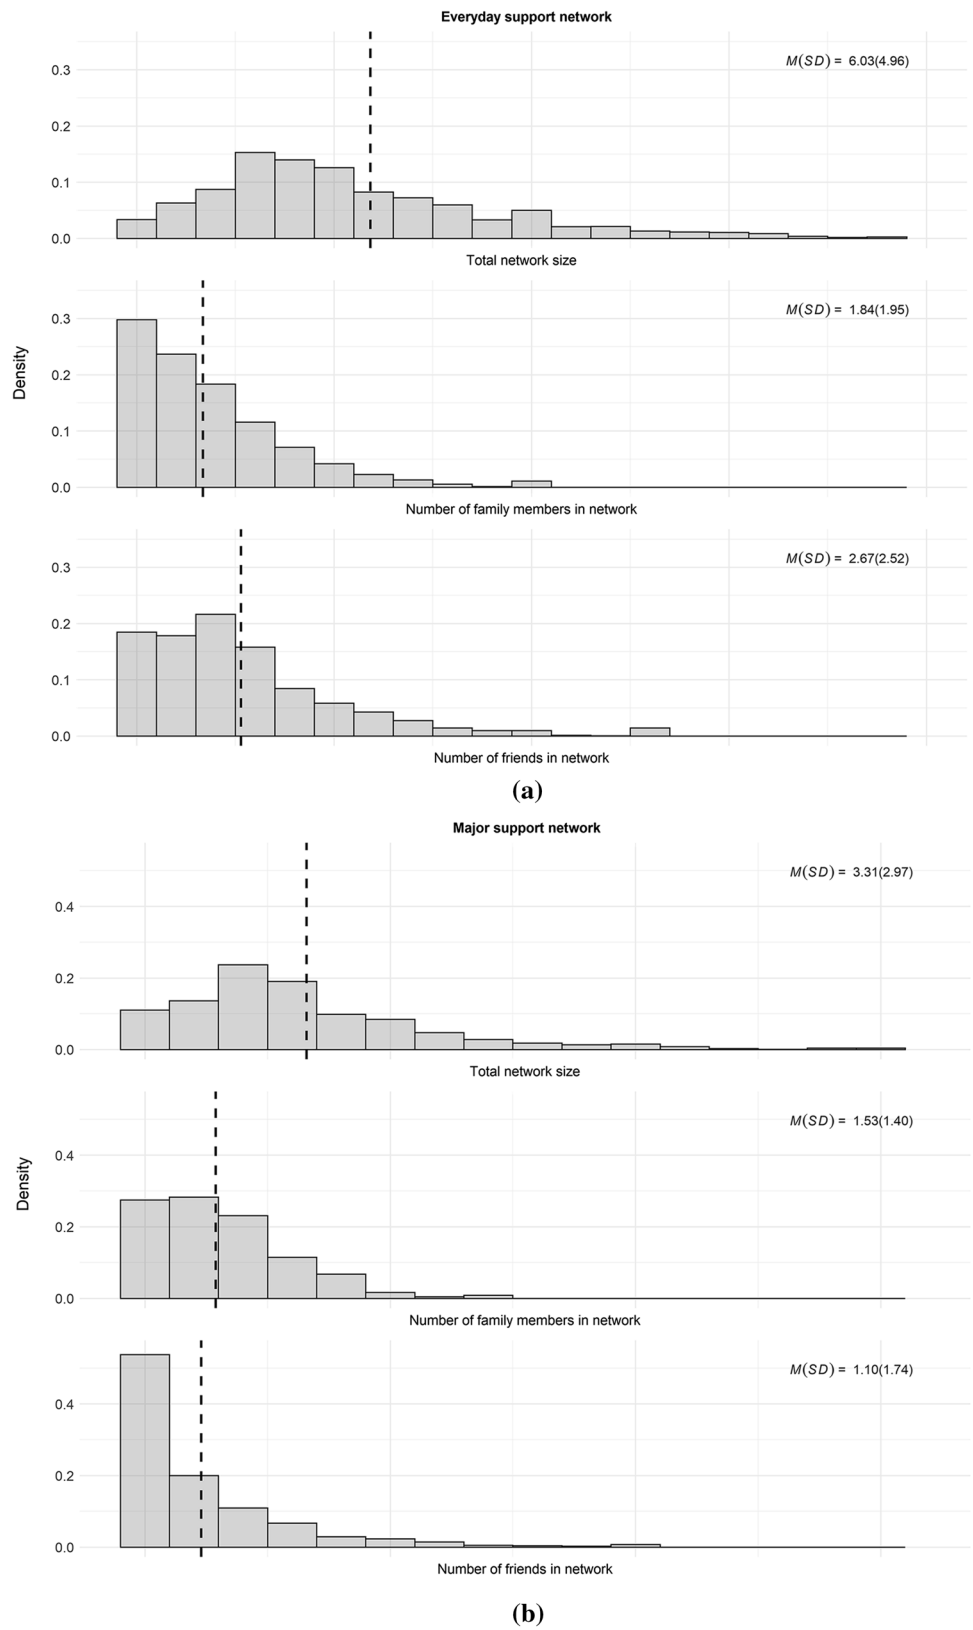 Everyday support network
M(SD) = 6.03(4.96)
0.3
0.2
0.1
0.0
Total network size
M(SD) = 1.84(1.95)
0.3
0.2
0.1
0.0
Number of family members in network
Density
M(SD) = 2.67(2.52)
0.3
0.2
0.1
0.0
Number of friends in network
(a)
Major support network
M(SD) = 3.31(2.97)
0.4
0.2
0.0
Total network size
M(SD) = 1.53(1.40)
0.4
0.2
0.0
Number of family members in network
Density
M(SD) = 1.10(1.74)
0.4
0.2
0.0
Number of friends in network
(b)